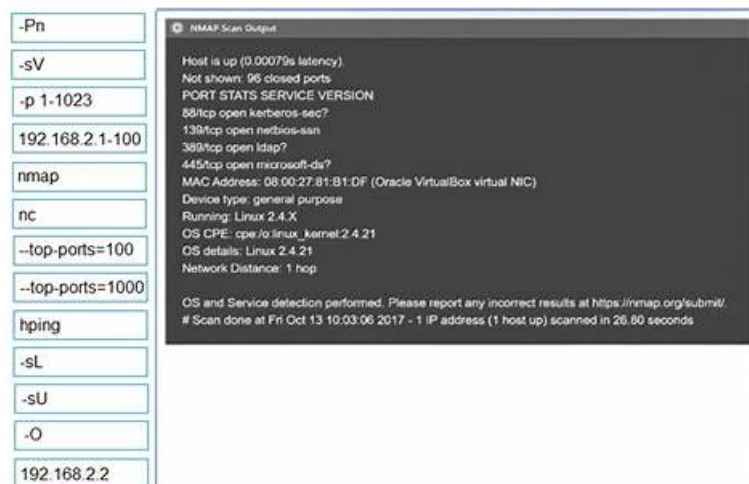 -Pn
-sV
-p 1-1023
192.168.2.1-100
nmap
nc
--top-ports=100
--top-ports=1000
hping
-sL
-sU
-O
192.168.2.2
NMAP Scan Output
Host is up (0.00079s latency).
Not shown: 96 closed ports
PORT STATS SERVICE VERSION
88/tcp open kerberos-sec?
139/tcp open netbios-ssn
389/tcp open ldap?
445/tcp open microsoft-ds?
MAC Address: 08:00:27:81:B1:DF (Oracle VirtualBox virtual NIC)
Device type: general purpose
Running: Linux 2.4.X
OS CPE: cpe:/o:linux_kernel:2.4.21
OS details: Linux 2.4.21
Network Distance: 1 hop
OS and Service detection performed. Please report any incorrect results at https://nmap.org/submit/.
# Scan done at Fri Oct 13 10:03:06 2017 - 1 IP address (1 host up) scanned in 26.80 seconds